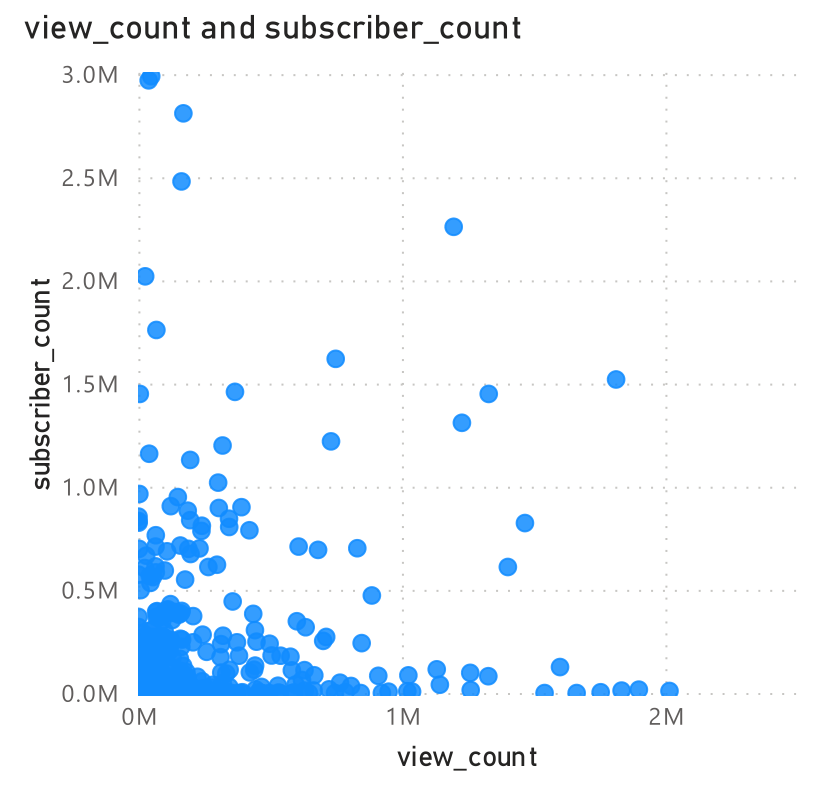 view_count and subscriber_count
3.0M
2.5M
2.0M
1.5M
1.0M
0.5M
0.0M
subscriber_count
0M
1M
2M
view_count